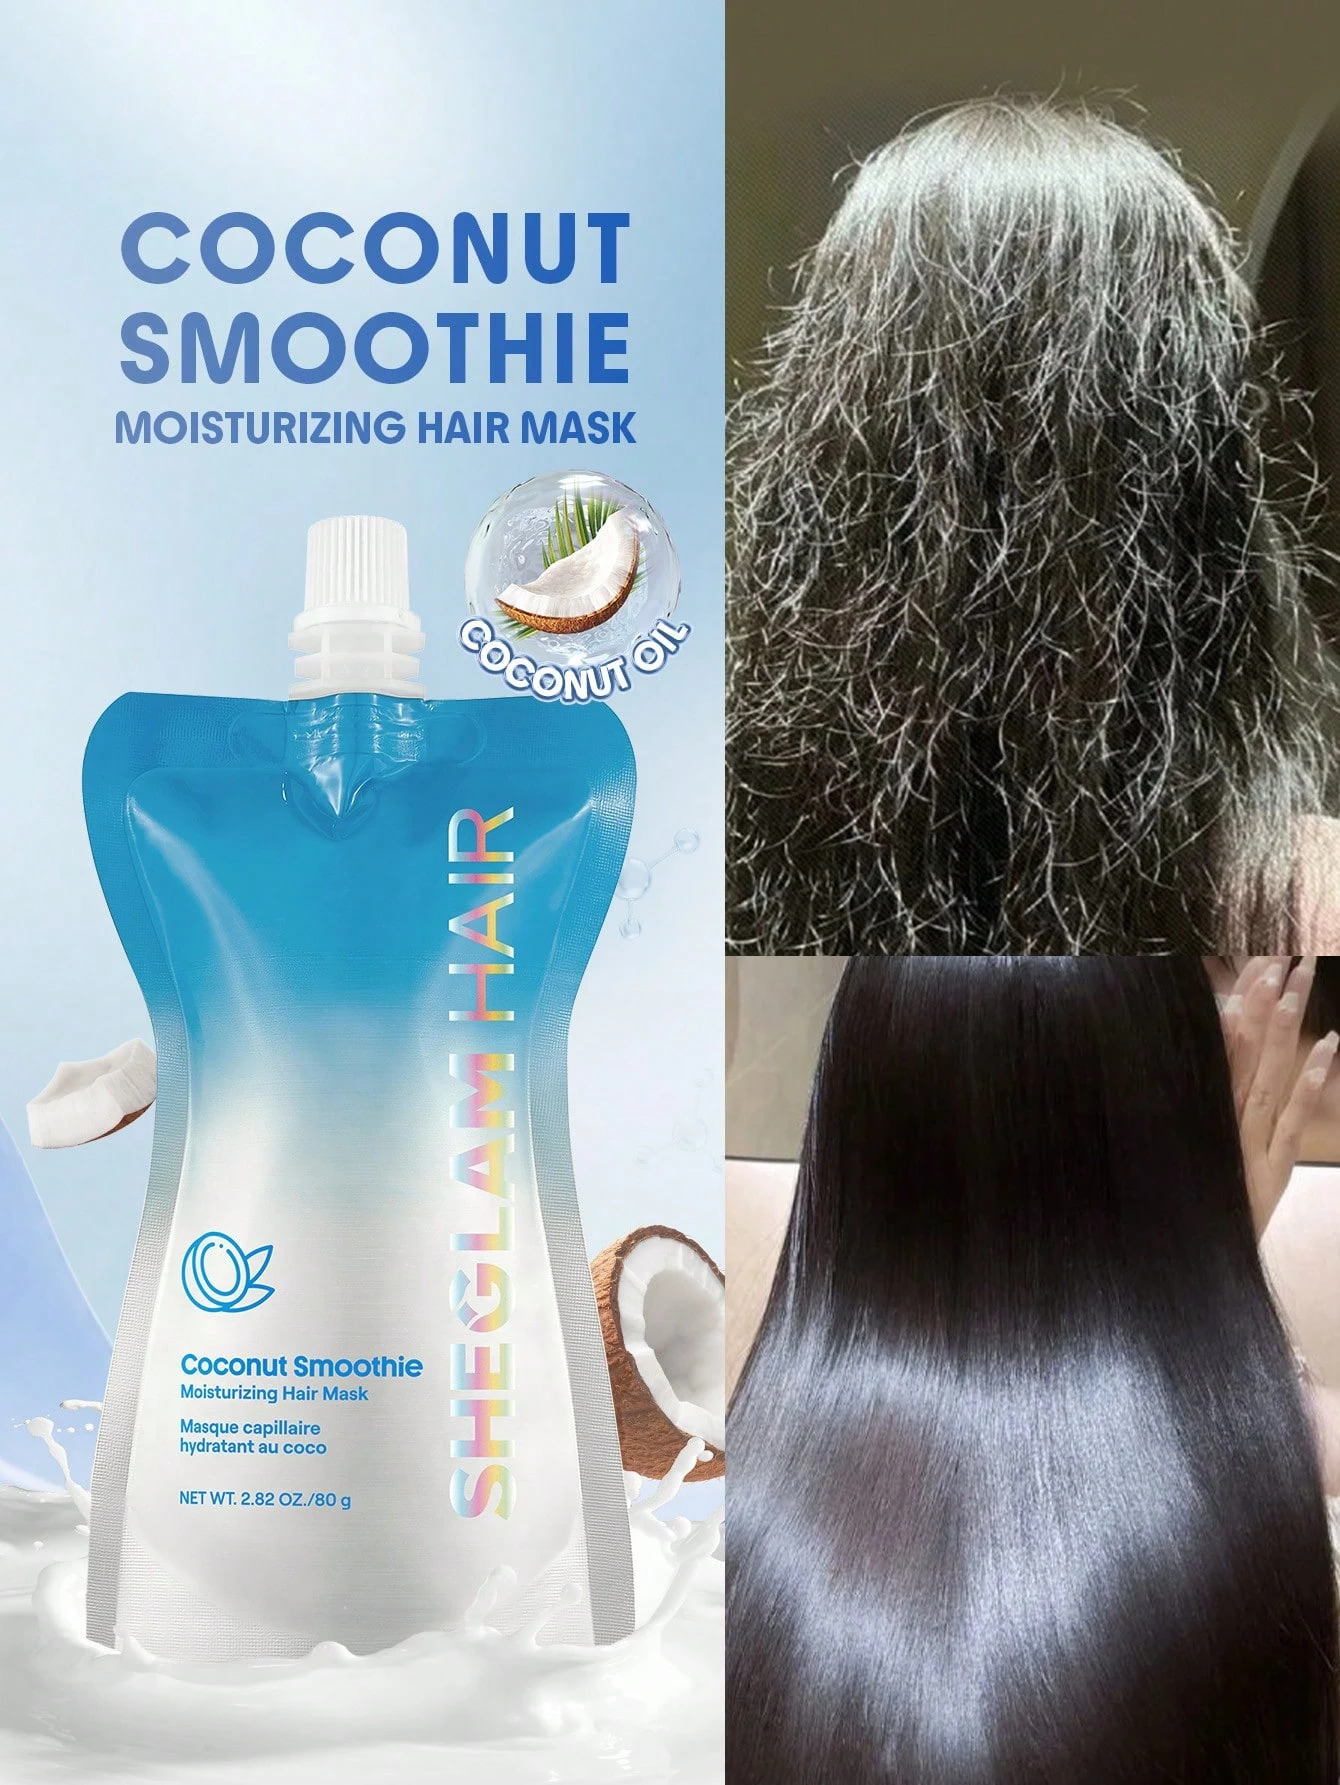 COCONUT
SMOOTHIE
MOISTURIZING HAIR MASK
COCONUT OIL
SHEGLAM HAIR
Coconut Smoothie
Moisturizing Hair Mask
Masque capillaire
hydratant au coco
NET WT. 2.82 OZ./80 g